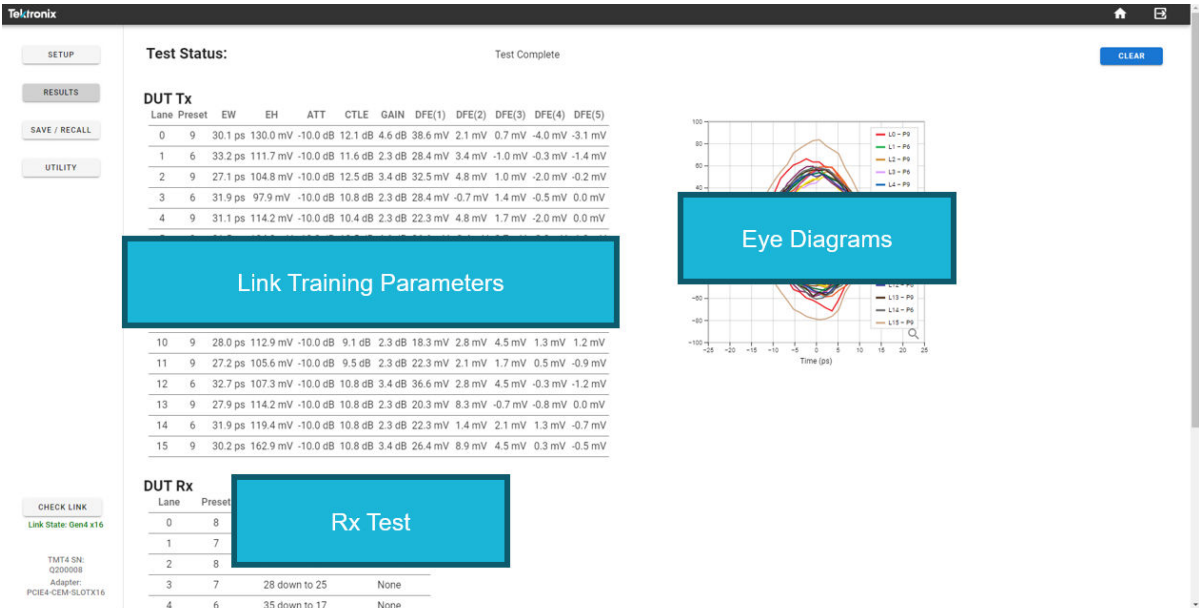 Tektronix
SETUP
RESULTS
SAVE / RECALL
UTILITY
Test Status:
Test Complete
CLEAR
DUT Tx
Lane Preset EW EH ATT CTLE GAIN DFE(1) DFE(2) DFE(3) DFE(4) DFE(5)
0 9 30.1 ps 130.0 mV -10.0 dB 12.1 dB 4.6 dB 38.6 mV 2.1 mV 0.7 mV -4.0 mV -3.1 mV
1 6 33.2 ps 111.7 mV -10.0 dB 11.6 dB 2.3 dB 28.4 mV 3.4 mV -1.0 mV -0.3 mV -1.4 mV
2 9 27.1 ps 104.8 mV -10.0 dB 12.5 dB 3.4 dB 32.5 mV 4.8 mV 1.0 mV -2.0 mV -0.2 mV
3 6 31.9 ps 97.9 mV -10.0 dB 10.8 dB 2.3 dB 28.4 mV -0.7 mV 1.4 mV -0.5 mV 0.0 mV
4 9 31.1 ps 114.2 mV -10.0 dB 10.4 dB 2.3 dB 22.3 mV 4.8 mV 1.7 mV -2.0 mV 0.0 mV
Link Training Parameters
10 9 28.0 ps 112.9 mV -10.0 dB 9.1 dB 2.3 dB 18.3 mV 2.8 mV 4.5 mV 1.3 mV 1.2 mV
11 9 27.2 ps 105.6 mV -10.0 dB 9.5 dB 2.3 dB 22.3 mV 2.1 mV 1.7 mV 0.5 mV -0.9 mV
12 6 32.7 ps 107.3 mV -10.0 dB 10.8 dB 3.4 dB 36.6 mV 2.8 mV 4.5 mV -0.3 mV -1.2 mV
13 9 27.9 ps 114.2 mV -10.0 dB 10.8 dB 2.3 dB 20.3 mV 8.3 mV -0.7 mV -0.8 mV 0.0 mV
14 6 31.9 ps 119.4 mV -10.0 dB 10.8 dB 2.3 dB 22.3 mV 1.4 mV 2.1 mV 1.3 mV -0.7 mV
15 9 30.2 ps 162.9 mV -10.0 dB 10.8 dB 3.4 dB 26.4 mV 8.9 mV 4.5 mV 0.3 mV -0.5 mV
100
80
60
40
L0 – P9
L1 – P6
L2 – P9
L3 – P6
L4 – P9
Eye Diagrams
L12 – P6
L13 – P9
L14 – P6
L15 – P9
-60
-80
-100
-25 -20 -15 -10 -5 0 5 10 15 20 25
Time (ps)
DUT Rx
Lane Preset
0 8
1 7
2 8
Rx Test
3 7 28 down to 25 None
4 6 35 down to 17 None
CHECK LINK
Link State: Gen4 x16
TMT4 SN:
Q200008
Adapter:
PCIE4-CEM-SLOTX16